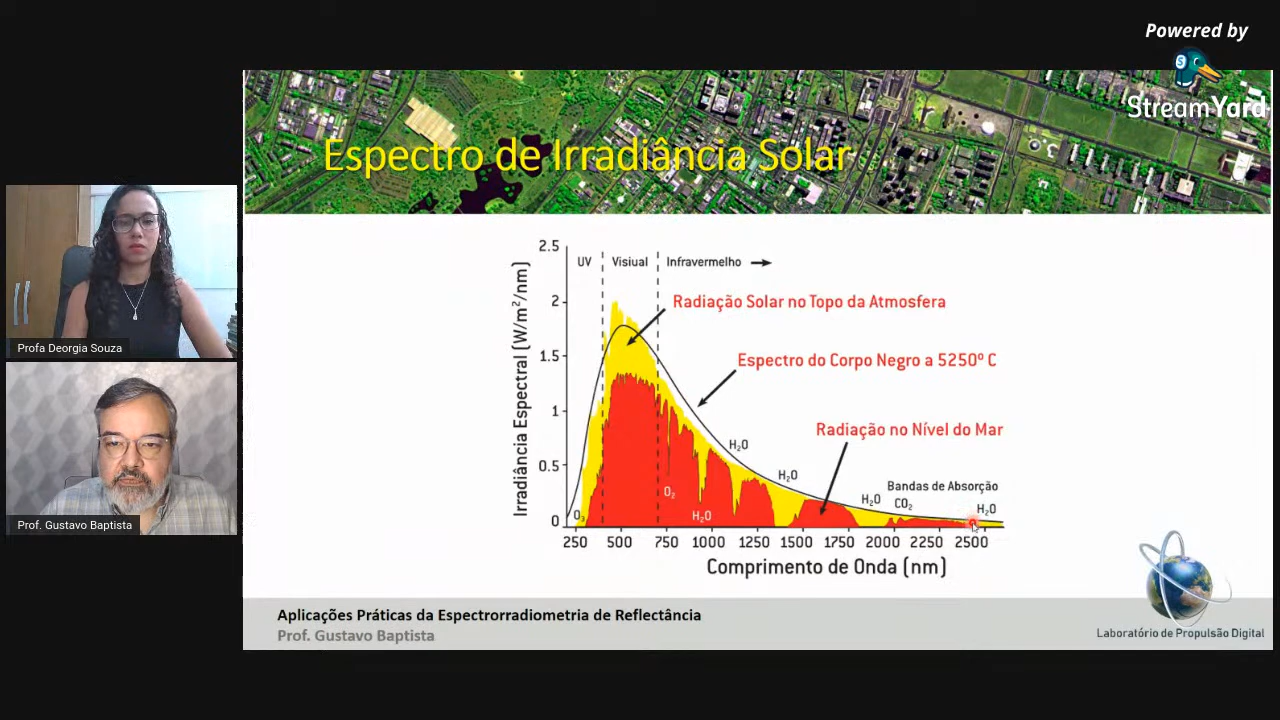 Powered by
StreamYard
Espectro de Irradiância Solar
Profa Deorgia Souza
Prof. Gustavo Baptista
Irradiância Espectral (W/m²/nm)
2.5
2
1.5
1
0.5
0
UV
Visiual
Infravermelho
Radiação Solar no Topo da Atmosfera
Espectro do Corpo Negro a 5250º C
Radiação no Nível do Mar
Bandas de Absorção
O₃
O₂
H₂O
H₂O
H₂O
H₂O
CO₂
H₂O
250 500 750 1000 1250 1500 1750 2000 2250 2500
Comprimento de Onda (nm)
Aplicações Práticas da Espectrorradiometria de Reflectância
Prof. Gustavo Baptista
Laboratório de Propulsão Digital